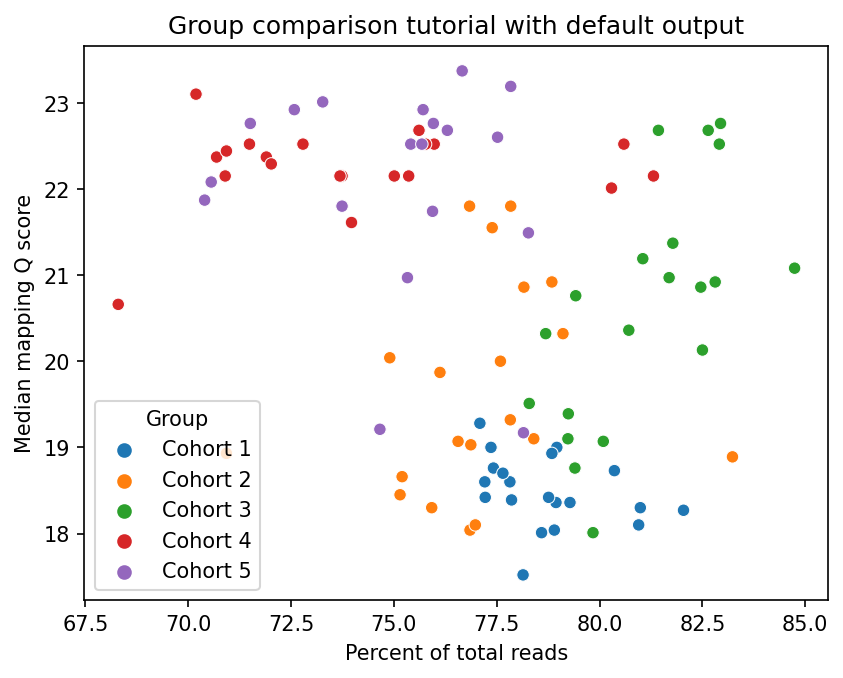 Group comparison tutorial with default output
Median mapping Q score
23
22
21
20
19
18
Group
Cohort 1
Cohort 2
Cohort 3
Cohort 4
Cohort 5
67.5 70.0 72.5 75.0 77.5 80.0 82.5 85.0
Percent of total reads